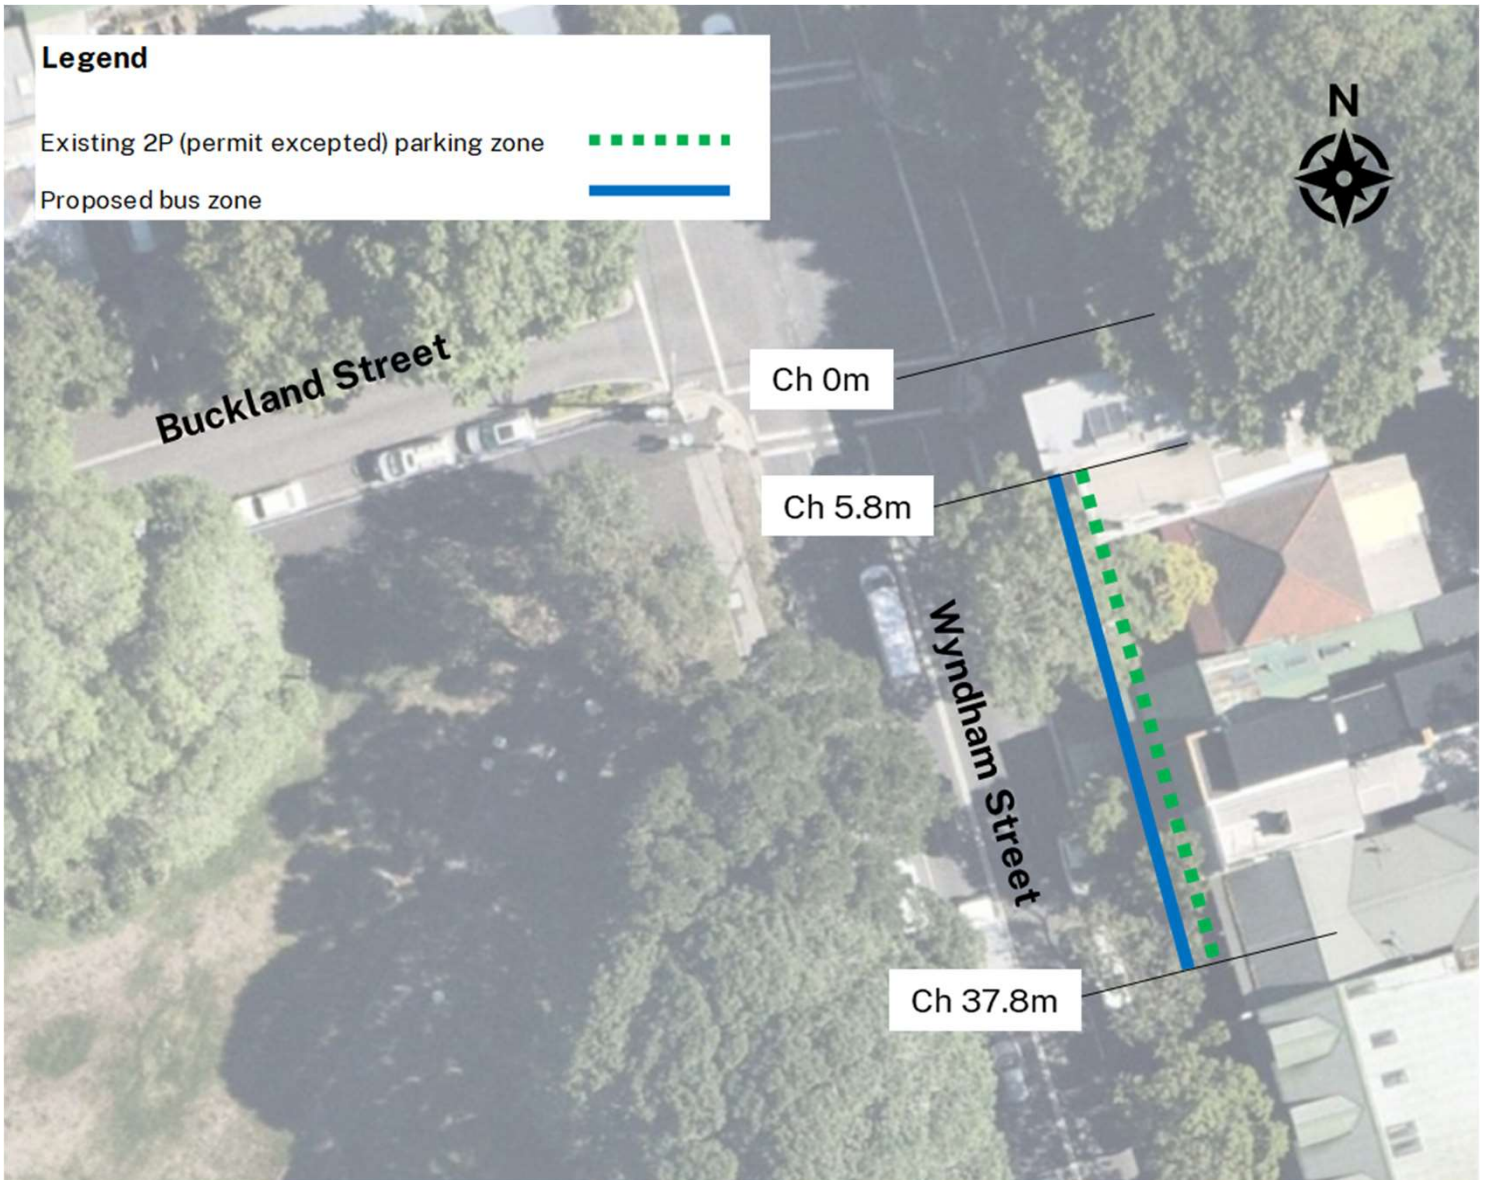 Legend
Existing 2P (permit excepted) parking zone
Proposed bus zone
N
Buckland Street
Ch 0m
Ch 5.8m
Wyndham Street
Ch 37.8m